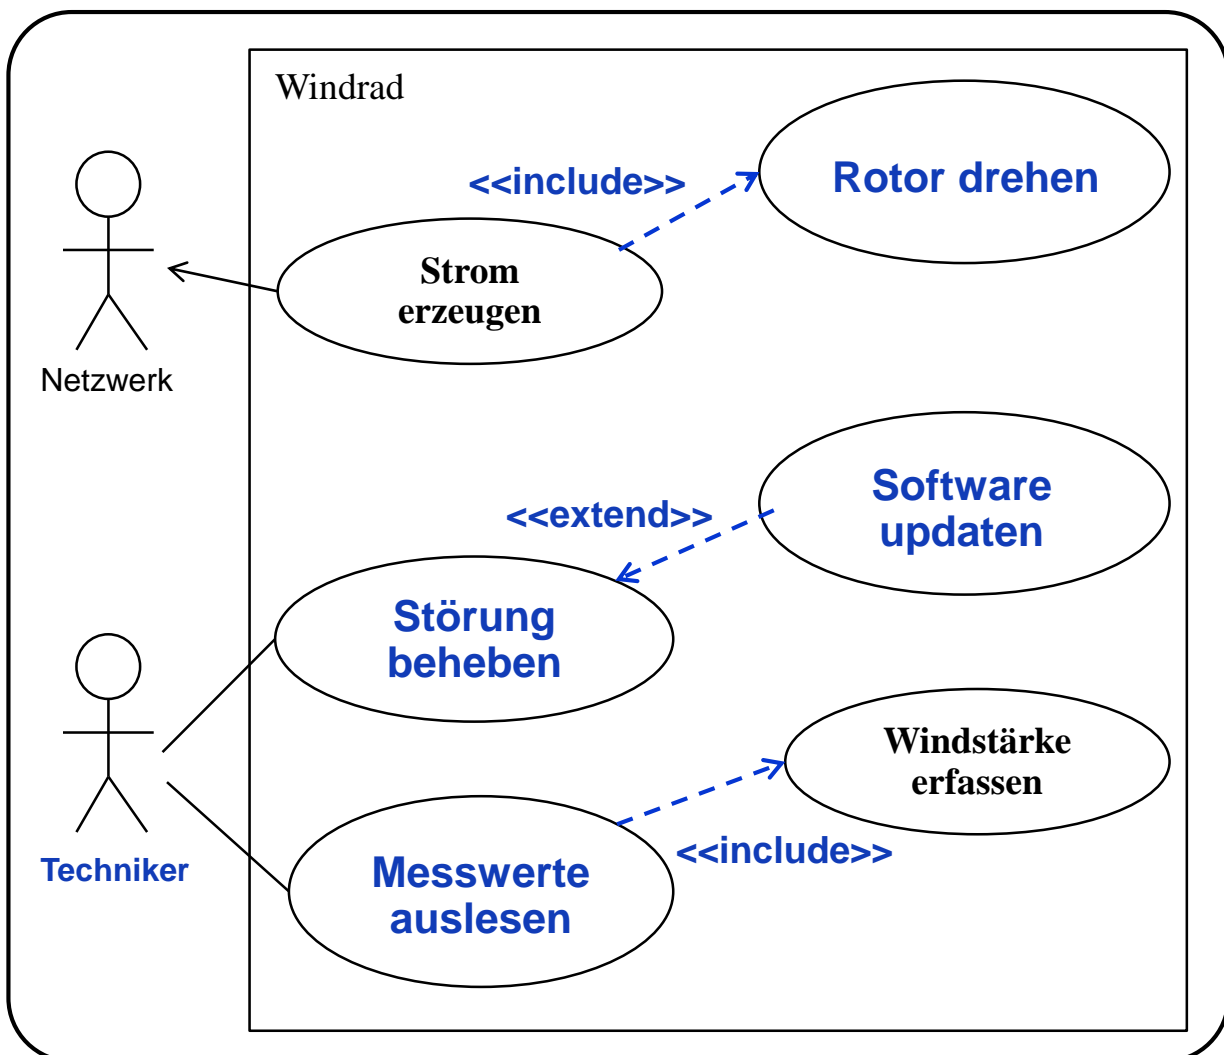 Windrad
<<include>>
Rotor drehen
Strom
erzeugen
Netzwerk
Software
updaten
<<extend>>
Störung
beheben
Windstärke
erfassen
<<include>>
Techniker
Messwerte
auslesen